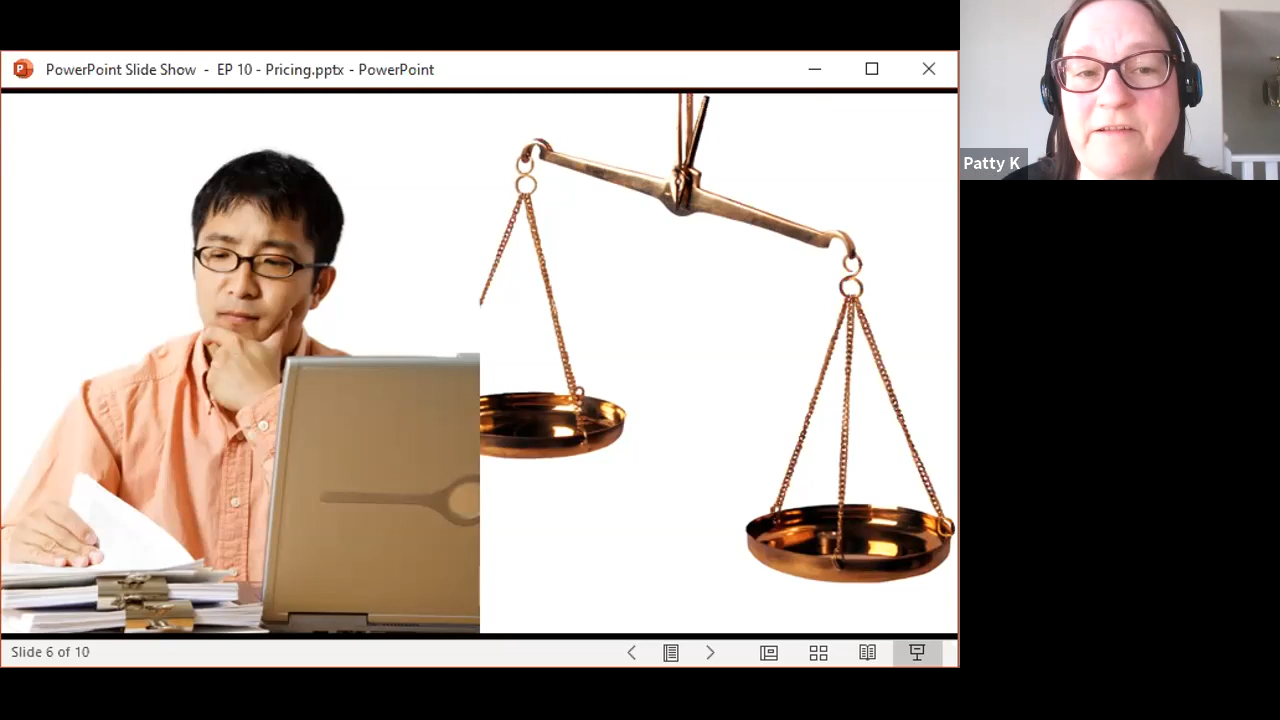 PowerPoint Slide Show - EP 10 - Pricing.pptx - PowerPoint
Patty K
Slide 6 of 10